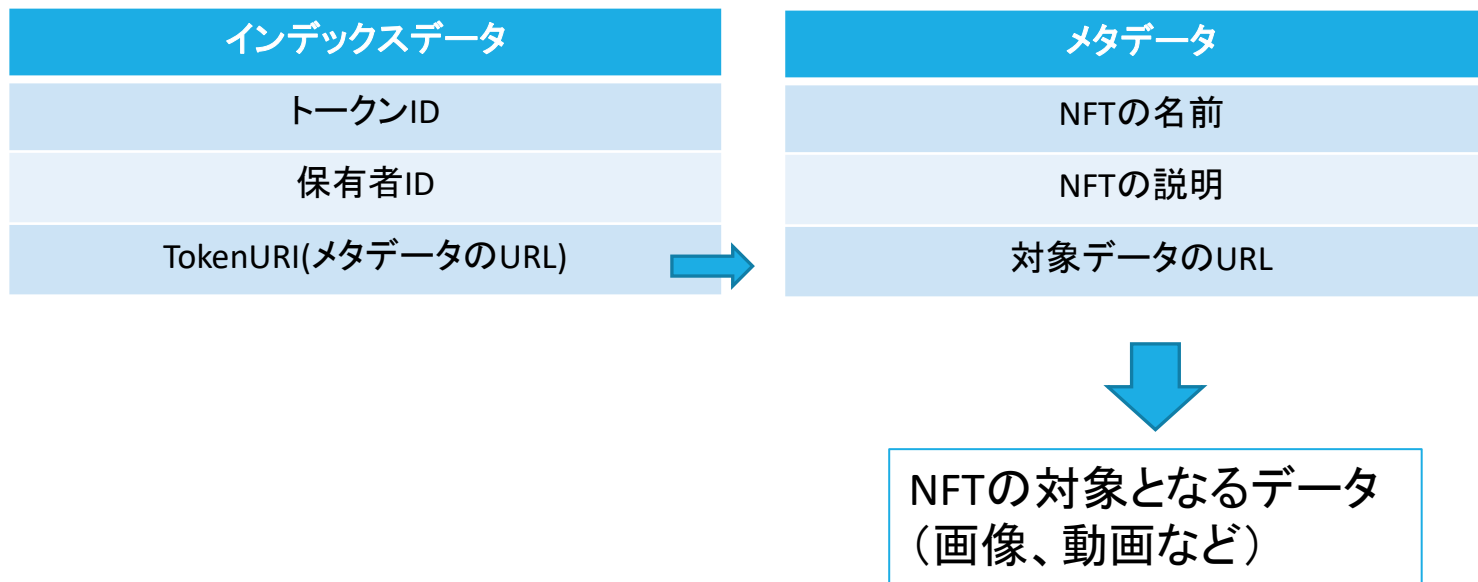 インデックスデータ
トークンID
保有者ID
TokenURI(メタデータのURL)
メタデータ
NFTの名前
NFTの説明
対象データのURL
NFTの対象となるデータ
（画像、動画など）